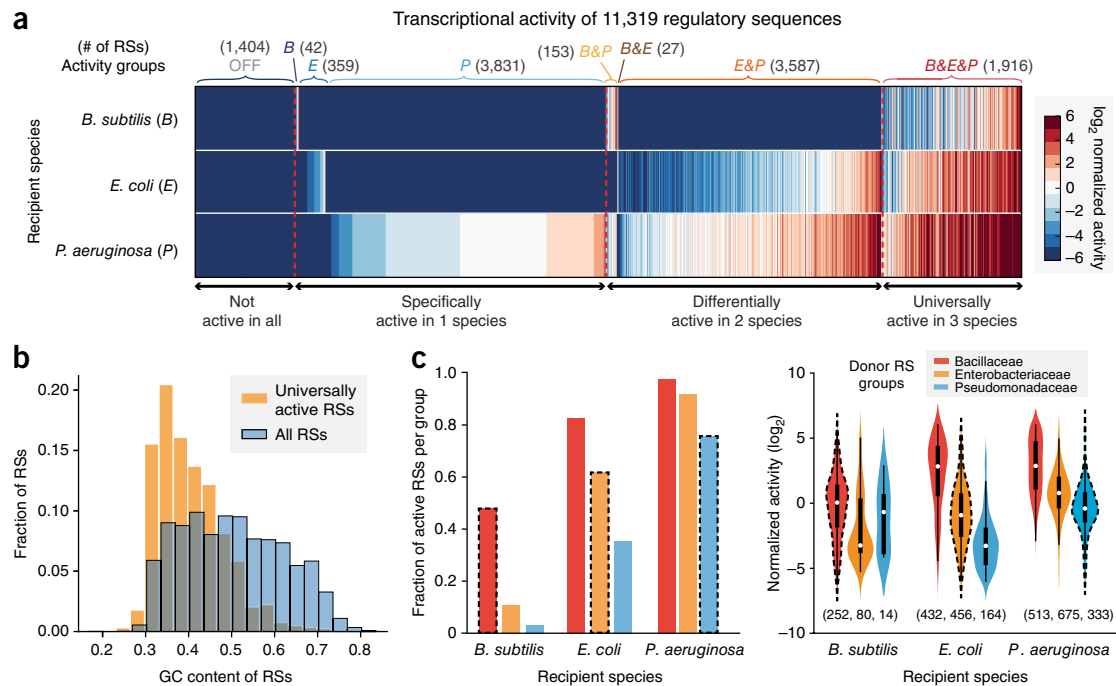 a
Transcriptional activity of 11,319 regulatory sequences
(# of RSs)
Activity groups
(1,404)
OFF
B (42)
E (359)
P (3,831)
(153) B&P
B&E (27)
E&P (3,587)
B&E&P (1,916)
Recipient species
B. subtilis (B)
E. coli (E)
P. aeruginosa (P)
6
4
2
0
−2
−4
−6
log2 normalized activity
Not
active in all
Specifically
active in 1 species
Differentially
active in 2 species
Universally
active in 3 species
b
Universally
active RSs
All RSs
Fraction of RSs
0.20
0.15
0.10
0.05
0.00
0.2 0.3 0.4 0.5 0.6 0.7 0.8
GC content of RSs
c
Fraction of active RSs per group
1.0
0.8
0.6
0.4
0.2
0
B. subtilis E. coli P. aeruginosa
Recipient species
Donor RS
groups
Bacillaceae
Enterobacteriaceae
Pseudomonadaceae
Normalized activity (log2)
10
5
0
−5
−10
(252, 80, 14) (432, 456, 164) (513, 675, 333)
B. subtilis E. coli P. aeruginosa
Recipient species